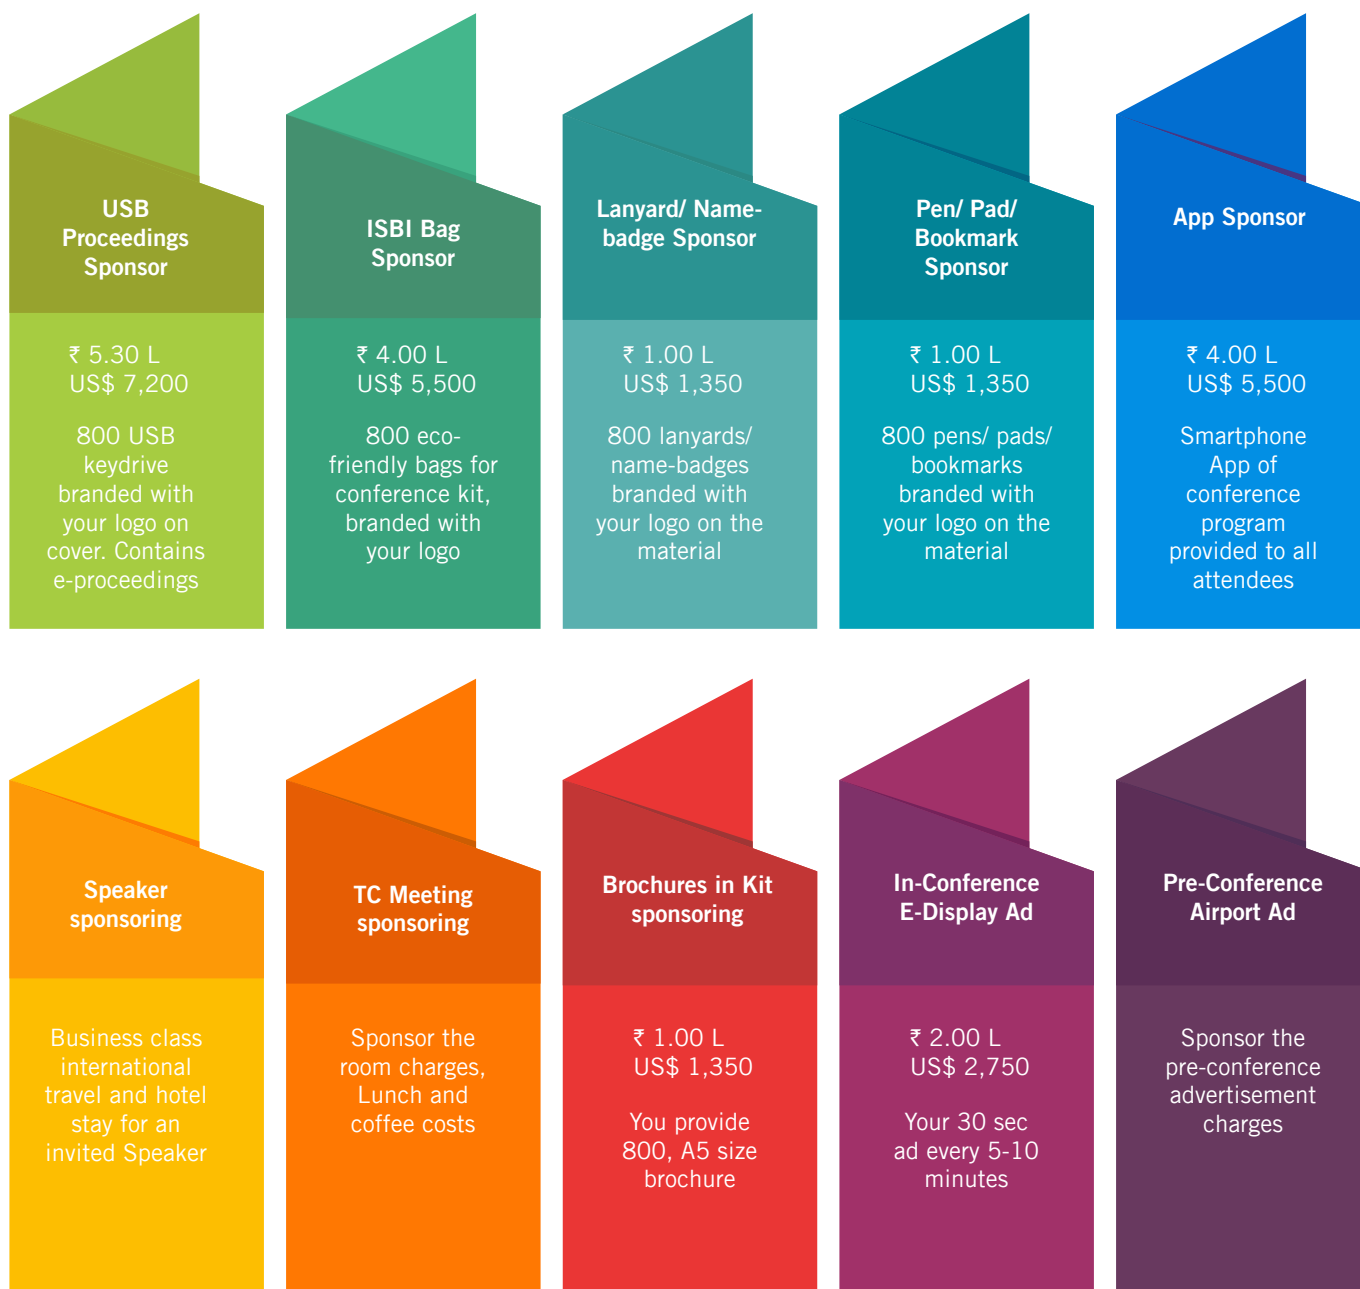 USB
Proceedings
Sponsor
₹ 5.30 L
US$ 7,200
800 USB
keydrive
branded with
your logo on
cover. Contains
e-proceedings
ISBI Bag
Sponsor
₹ 4.00 L
US$ 5,500
800 eco-
friendly bags for
conference kit,
branded with
your logo
Lanyard/ Name-
badge Sponsor
₹ 1.00 L
US$ 1,350
800 lanyards/
name-badges
branded with
your logo on the
material
Pen/ Pad/
Bookmark
Sponsor
₹ 1.00 L
US$ 1,350
800 pens/ pads/
bookmarks
branded with
your logo on the
material
App Sponsor
₹ 4.00 L
US$ 5,500
Smartphone
App of
conference
program
provided to all
attendees
Speaker
sponsoring
Business class
international
travel and hotel
stay for an
invited Speaker
TC Meeting
sponsoring
Sponsor the
room charges,
Lunch and
coffee costs
Brochures in Kit
sponsoring
₹ 1.00 L
US$ 1,350
You provide
800, A5 size
brochure
In-Conference
E-Display Ad
₹ 2.00 L
US$ 2,750
Your 30 sec
ad every 5-10
minutes
Pre-Conference
Airport Ad
Sponsor the
pre-conference
advertisement
charges